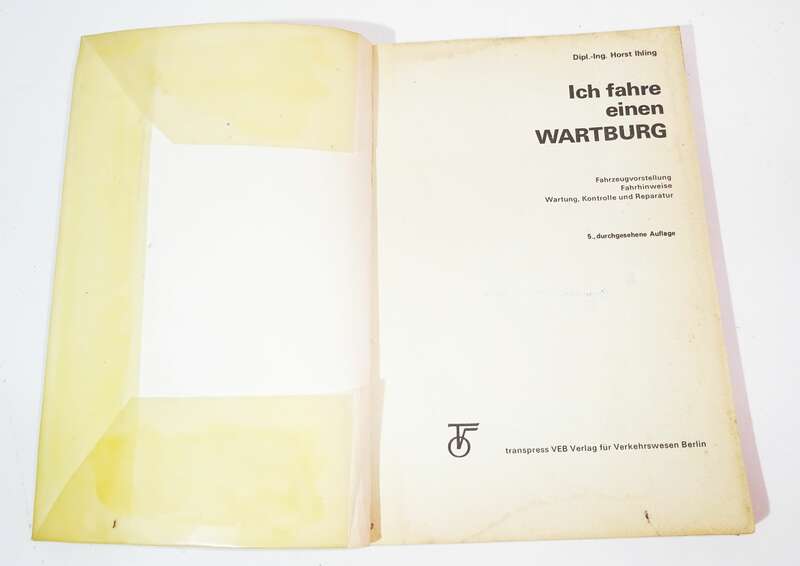 Dipl.-Ing. Horst Ihling
Ich fahre
einen
WARTBURG
Fahrzeugvorstellung
Fahrhinweise
Wartung, Kontrolle und Reparatur
5., durchgesehene Auflage
transpress VEB Verlag für Verkehrswesen Berlin